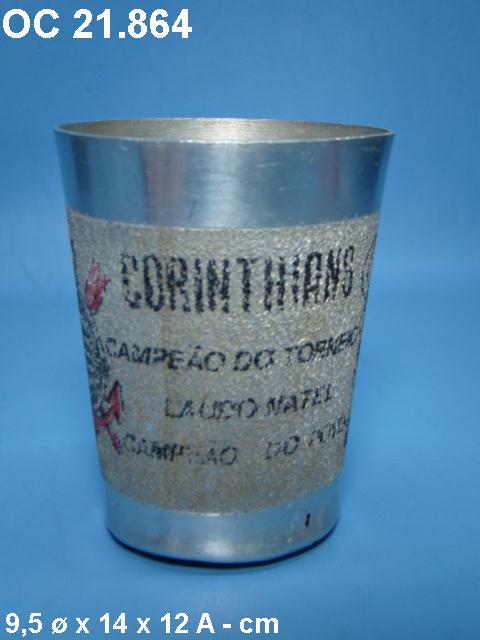 OC 21.864
CORINTHIANS
CAMPEÃO DO TORNEIO
LAUDO NATEL
CAMPEÃO DO
9,5 ø x 14 x 12 A - cm